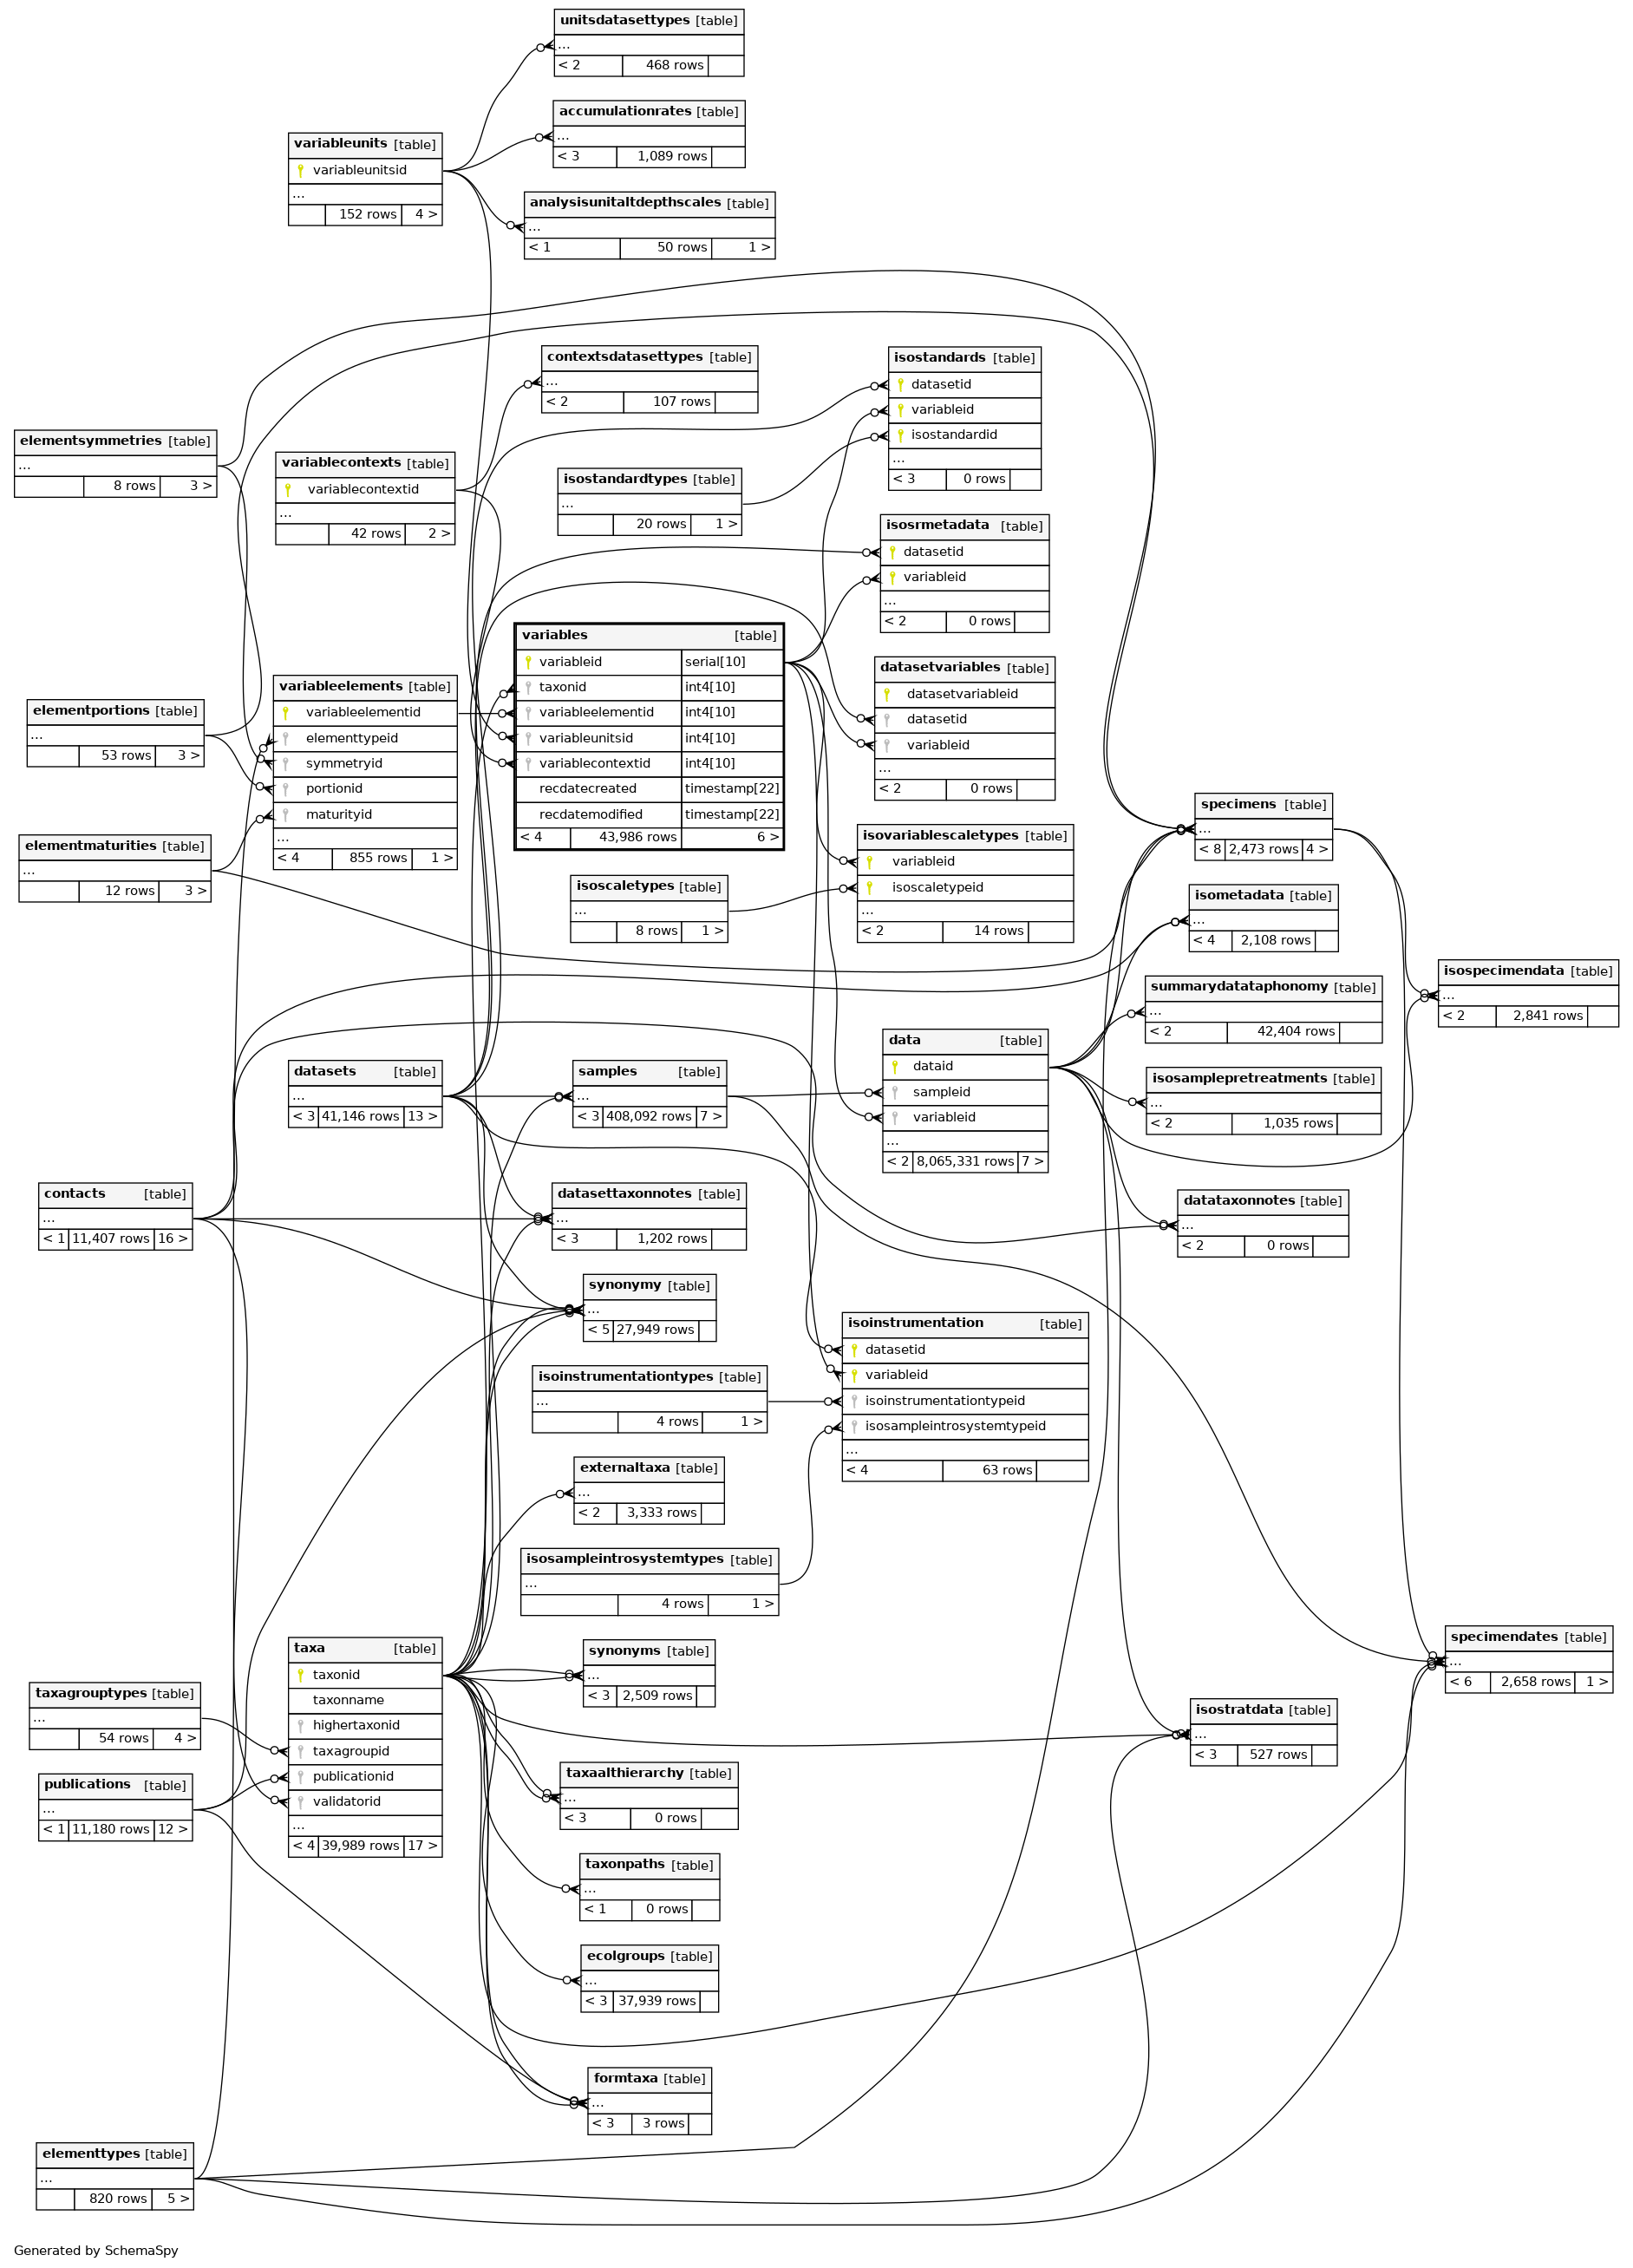 unitsdatasettypes [table]
...
< 2 468 rows
accumulationrates [table]
...
< 3 1,089 rows
variableunits [table]
variableunitsid
...
152 rows 4 >
analysisunitaltdepthscales [table]
...
< 1 50 rows 1 >
contextsdatasettypes [table]
...
< 2 107 rows
isostandards [table]
datasetid
variableid
isostandardid
...
< 3 0 rows
elementsymmetries [table]
...
8 rows 3 >
variablecontexts [table]
variablecontextid
...
42 rows 2 >
isostandardtypes [table]
...
20 rows 1 >
isosrmetadata [table]
datasetid
variableid
...
< 2 0 rows
variables [table]
variableid serial[10]
taxonid int4[10]
variableelementid int4[10]
variableunitsid int4[10]
variablecontextid int4[10]
recdatecreated timestamp[22]
recdatemodified timestamp[22]
< 4 43,986 rows 6 >
datasetvariables [table]
datasetvariableid
datasetid
variableid
...
< 2 0 rows
variableelements [table]
variableelementid
elementtypeid
symmetryid
portionid
maturityid
...
< 4 855 rows 1 >
elementportions [table]
...
53 rows 3 >
elementmaturities [table]
...
12 rows 3 >
specimens [table]
...
< 8 2,473 rows 4 >
isovariablescaletypes [table]
variableid
isoscaletypeid
...
< 2 14 rows
isoscaletypes [table]
...
8 rows 1 >
isometadata [table]
...
< 4 2,108 rows
isospecimendata [table]
...
< 2 2,841 rows
summarydatataphonomy [table]
...
< 2 42,404 rows
data [table]
dataid
sampleid
variableid
...
< 2 8,065,331 rows 7 >
datasets [table]
...
< 3 41,146 rows 13 >
samples [table]
...
< 3 408,092 rows 7 >
isosamplepretreatments [table]
...
< 2 1,035 rows
contacts [table]
...
< 1 11,407 rows 16 >
datasettaxonnotes [table]
...
< 3 1,202 rows
datataxonnotes [table]
...
< 2 0 rows
synonymy [table]
...
< 5 27,949 rows
isoinstrumentation [table]
datasetid
variableid
isoinstrumentationtypeid
isosampleintrosystemtypeid
...
< 4 63 rows
isoinstrumentationtypes [table]
...
4 rows 1 >
externaltaxa [table]
...
< 2 3,333 rows
isosampleintrosystemtypes [table]
...
4 rows 1 >
taxa [table]
taxonid
taxonname
highertaxonid
taxagroupid
publicationid
validatorid
...
< 4 39,989 rows 17 >
synonyms [table]
...
< 3 2,509 rows
specimendates [table]
...
< 6 2,658 rows 1 >
taxagrouptypes [table]
...
54 rows 4 >
isostratdata [table]
...
< 3 527 rows
publications [table]
...
< 1 11,180 rows 12 >
taxaalthierarchy [table]
...
< 3 0 rows
taxonpaths [table]
...
< 1 0 rows
ecolgroups [table]
...
< 3 37,939 rows
formtaxa [table]
...
< 3 3 rows
elementtypes [table]
...
820 rows 5 >
Generated by SchemaSpy